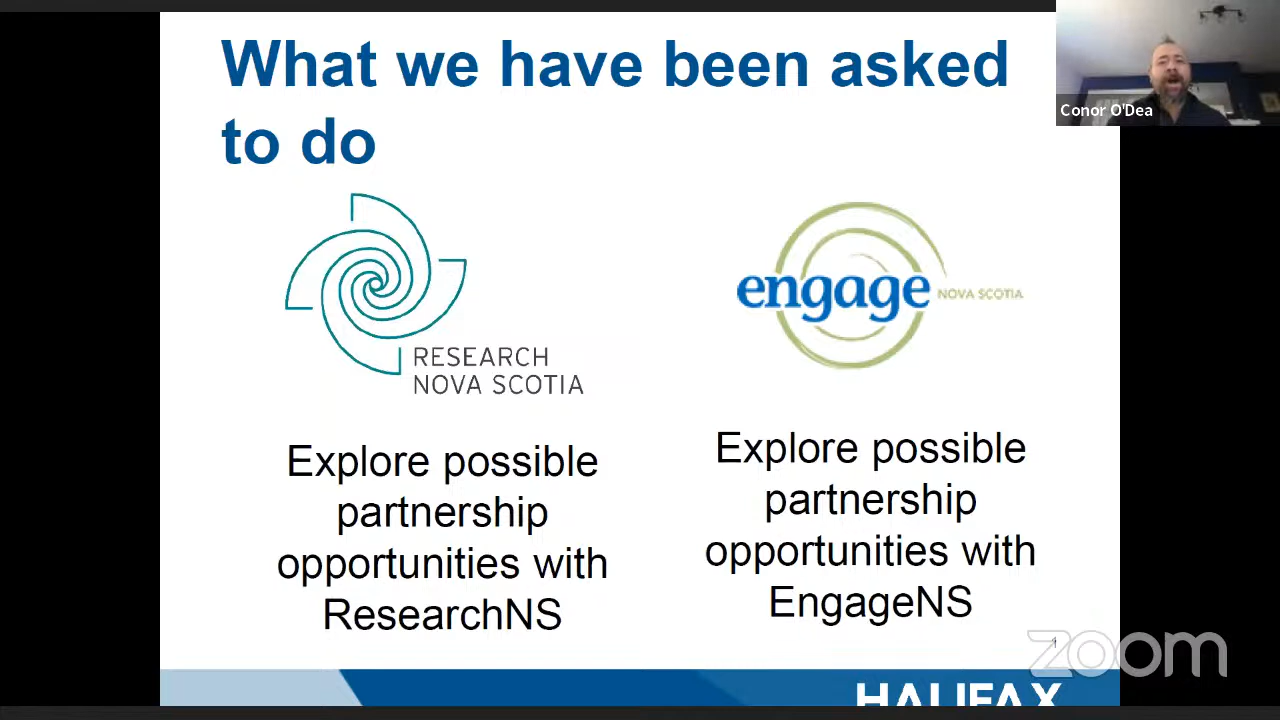 What we have been asked
to do
Conor O'Dea
RESEARCH
NOVA SCOTIA
engage NOVA SCOTIA
Explore possible
partnership
opportunities with
ResearchNS
Explore possible
partnership
opportunities with
EngageNS
zoom
HALIFAX